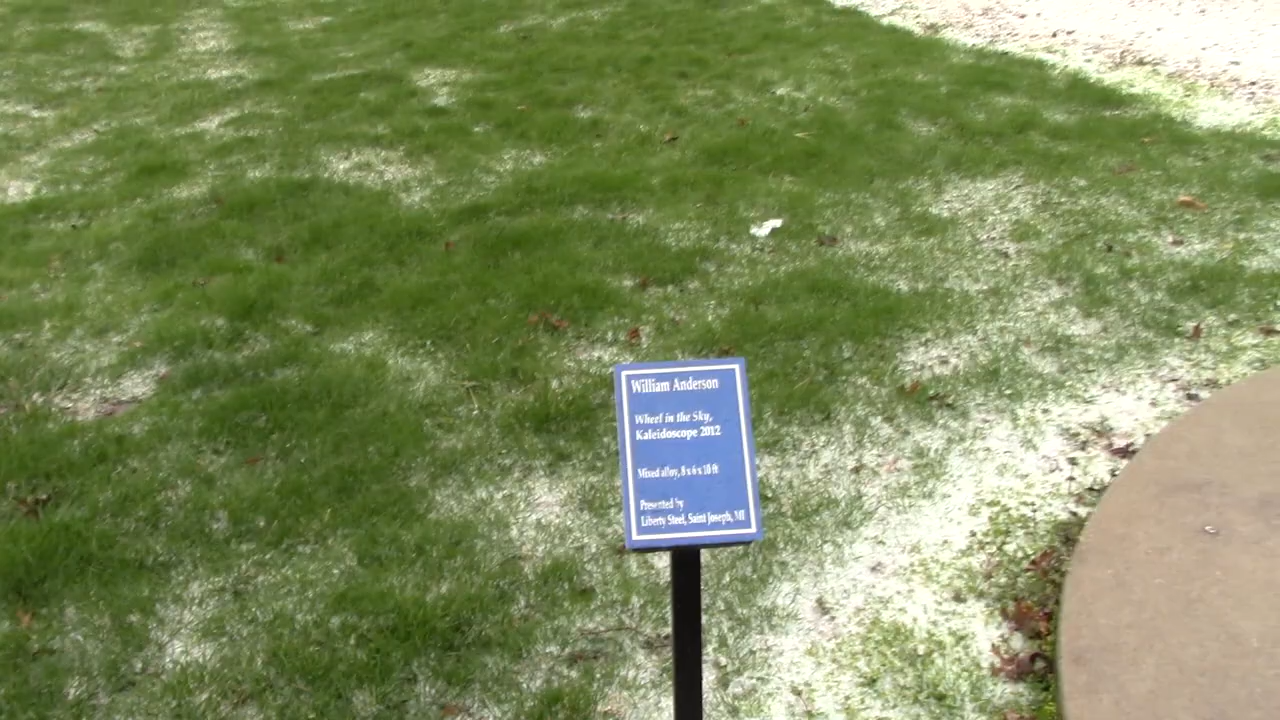 William Anderson
Wheel in the Sky,
Kaleidoscope 2012
Mixed alloy, 8 x 6 x 10 ft
Presented by
Liberty Steel, Saint Joseph, MI